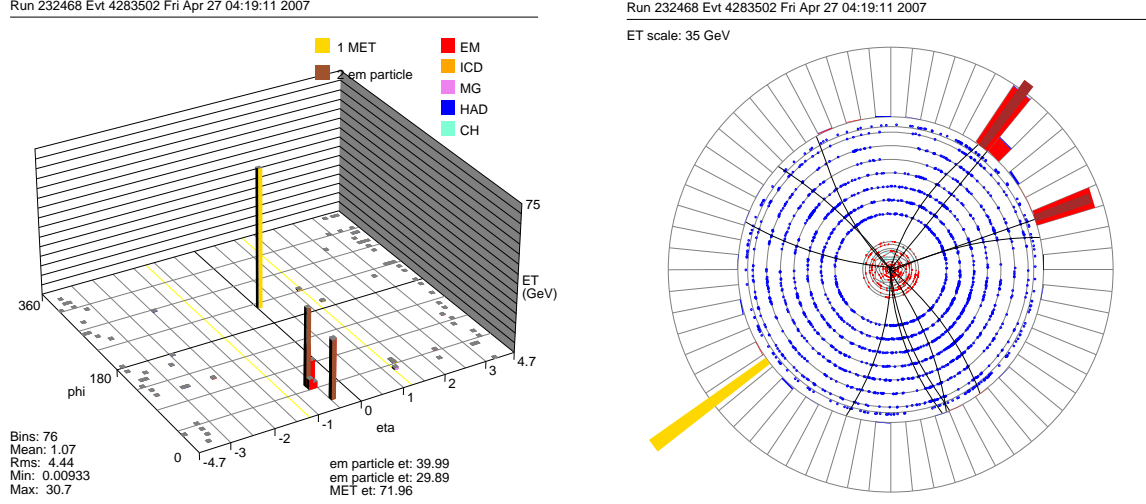 Run 232468 Evt 4283502 Fri Apr 27 04:19:11 2007
1 MET
2 em particle
EM
ICD
MG
HAD
CH
75
ET
(GeV)
360
180
phi
0
-4.7
-3
-2
-1
0
1
2
3
4.7
eta
Bins: 76
Mean: 1.07
Rms: 4.44
Min: 0.00933
Max: 30.7
em particle et: 39.99
em particle et: 29.89
MET et: 71.96
Run 232468 Evt 4283502 Fri Apr 27 04:19:11 2007
ET scale: 35 GeV